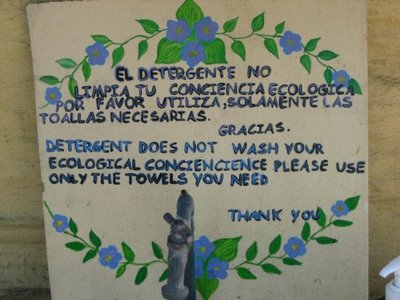 EL DETERGENTE NO
LIMPIA TU CONCIENCIA ECOLOGICA
POR FAVOR UTILIZA, SOLAMENTE LAS
TOALLAS NECESARIAS.
GRACIAS.
DETERGENT DOES NOT WASH YOUR
ECOLOGICAL CONCIENCIENCE PLEASE USE
ONLY THE TOWELS YOU NEED
THANK YOU